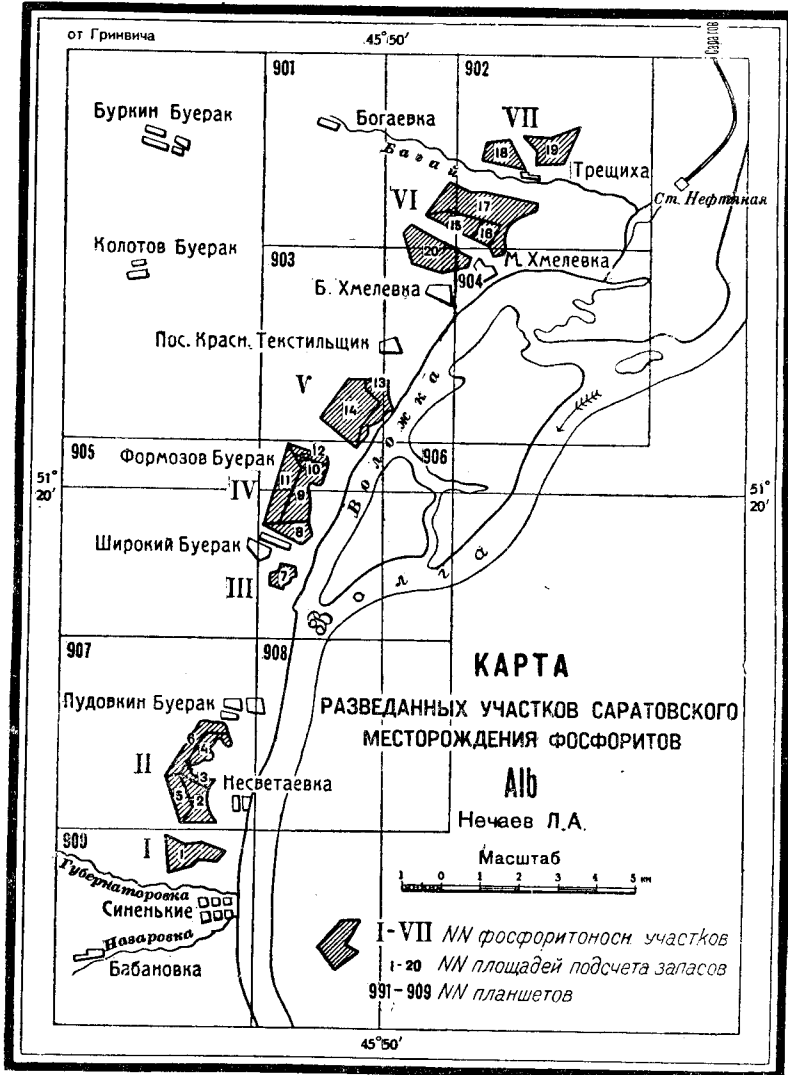 от Гринвича
45°50′
Саратов
901
902
Буркин Буерак
Богаевка
VII
18
19
Багай
Трещиха
VI
17
Ст. Нефтяная
15
16
Колотов Буерак
903
20
904
М. Хмелевка
Б. Хмелевка
Пос. Красн. Текстильщик
V
13
14
Воложка
905
906
Формозов Буерак
12
10
11
51°
20′
51°
20′
IV
9
8
Широкий Буерак
Волга
III
7
907
908
КАРТА
Пудовкин Буерак
РАЗВЕДАННЫХ УЧАСТКОВ САРАТОВСКОГО
МЕСТОРОЖДЕНИЯ ФОСФОРИТОВ
6
4
II
3
Несветаевка
5
2
Alb
Нечаев Л.А.
909
I
1
Масштаб
1 0 1 2 3 4 5 км
Губернаторовка
Синенькие
Назаровка
Бабановка
I-VII NN фосфоритоносн. участков
1-20 NN площадей подсчета запасов
991-909 NN планшетов
45°50′